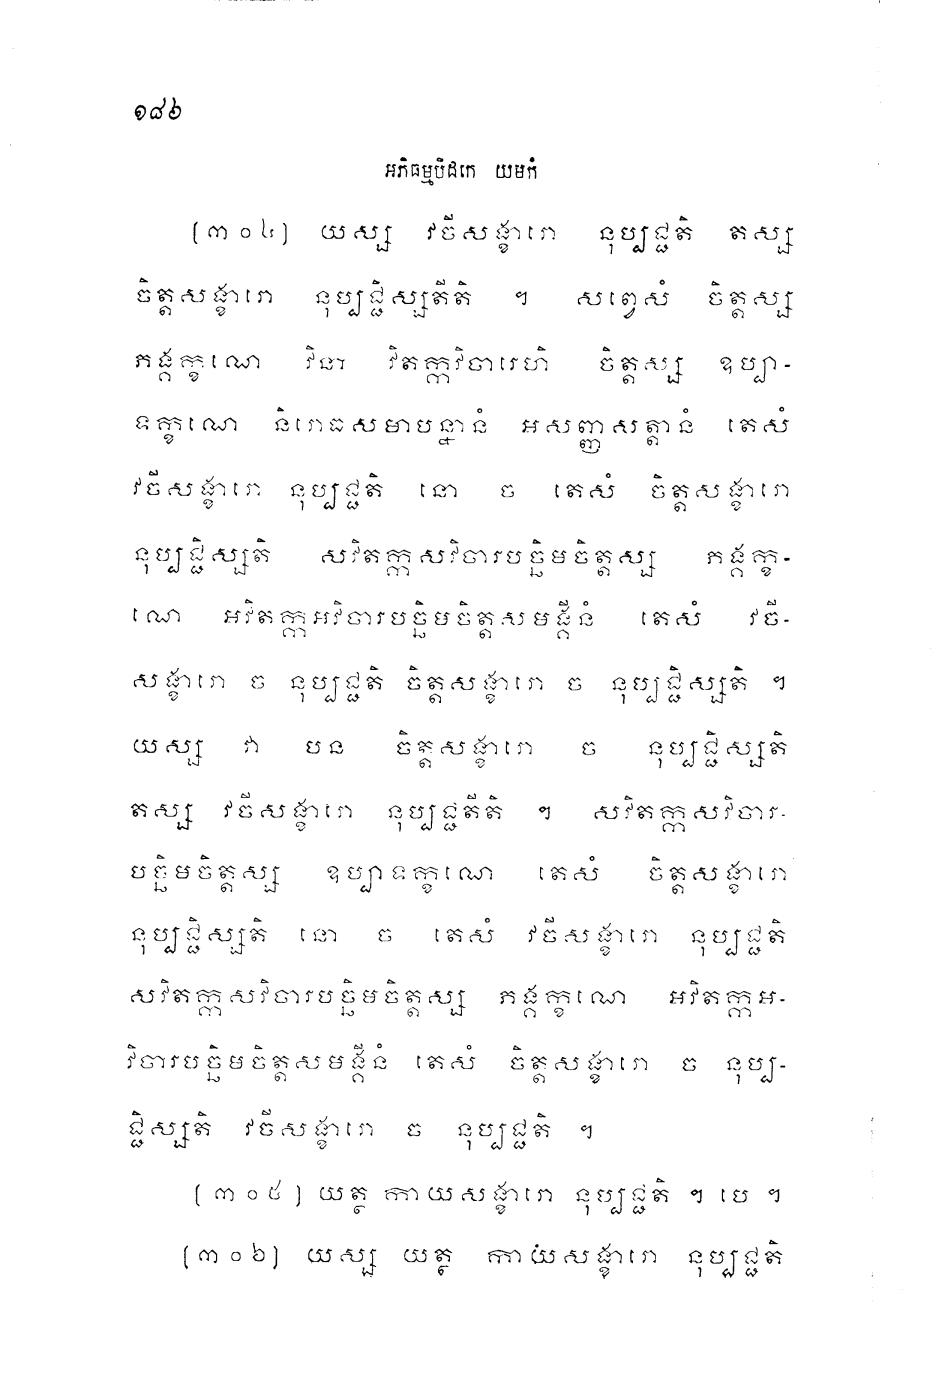 ១៨៦
អភិធម្មបិដកេ យមកំ
(៣០៤) យស្ស វចីសង្ខារោ នុប្បជ្ជតិ តស្ស
ចិត្តសង្ខារោ នុប្បជ្ជិស្សតីតិ ។ សព្វេសំ ចិត្តស្ស
ភង្គក្ខណេ វិនា វិតក្កវិចារេហិ ចិត្តស្ស ឧប្បា-
ទក្ខណេ និរោធសមាបន្នានំ អសញ្ញសត្តានំ តេសំ
វចីសង្ខារោ នុប្បជ្ជតិ នោ ច តេសំ ចិត្តសង្ខារោ
នុប្បជ្ជិស្សតិ សវិតក្កសវិចារបច្ឆិមចិត្តស្ស ភង្គក្ខ-
ណេ អវិតក្កអវិចារបច្ឆិមចិត្តសមង្គីនំ តេសំ វចី-
សង្ខារោ ច នុប្បជ្ជតិ ចិត្តសង្ខារោ ច នុប្បជ្ជិស្សតិ ។
យស្ស វា បន ចិត្តសង្ខារោ ច នុប្បជ្ជិស្សតិ
តស្ស វចីសង្ខារោ នុប្បជ្ជតីតិ ។ សវិតក្កសវិចារ-
បច្ឆិមចិត្តស្ស ឧប្បាទក្ខណេ តេសំ ចិត្តសង្ខារោ
នុប្បជ្ជិស្សតិ នោ ច តេសំ វចីសង្ខារោ នុប្បជ្ជតិ
សវិតក្កសវិចារបច្ឆិមចិត្តស្ស ភង្គក្ខណេ អវិតក្កអ-
វិចារបច្ឆិមចិត្តសមង្គីនំ តេសំ ចិត្តសង្ខារោ ច នុប្ប-
ជ្ជិស្សតិ វចីសង្ខារោ ច នុប្បជ្ជតិ ។
(៣០៥) យត្ថ កាយសង្ខារោ នុប្បជ្ជតិ ។ បេ ។
(៣០៦) យស្ស យត្ថ កាយសង្ខារោ នុប្បជ្ជតិ